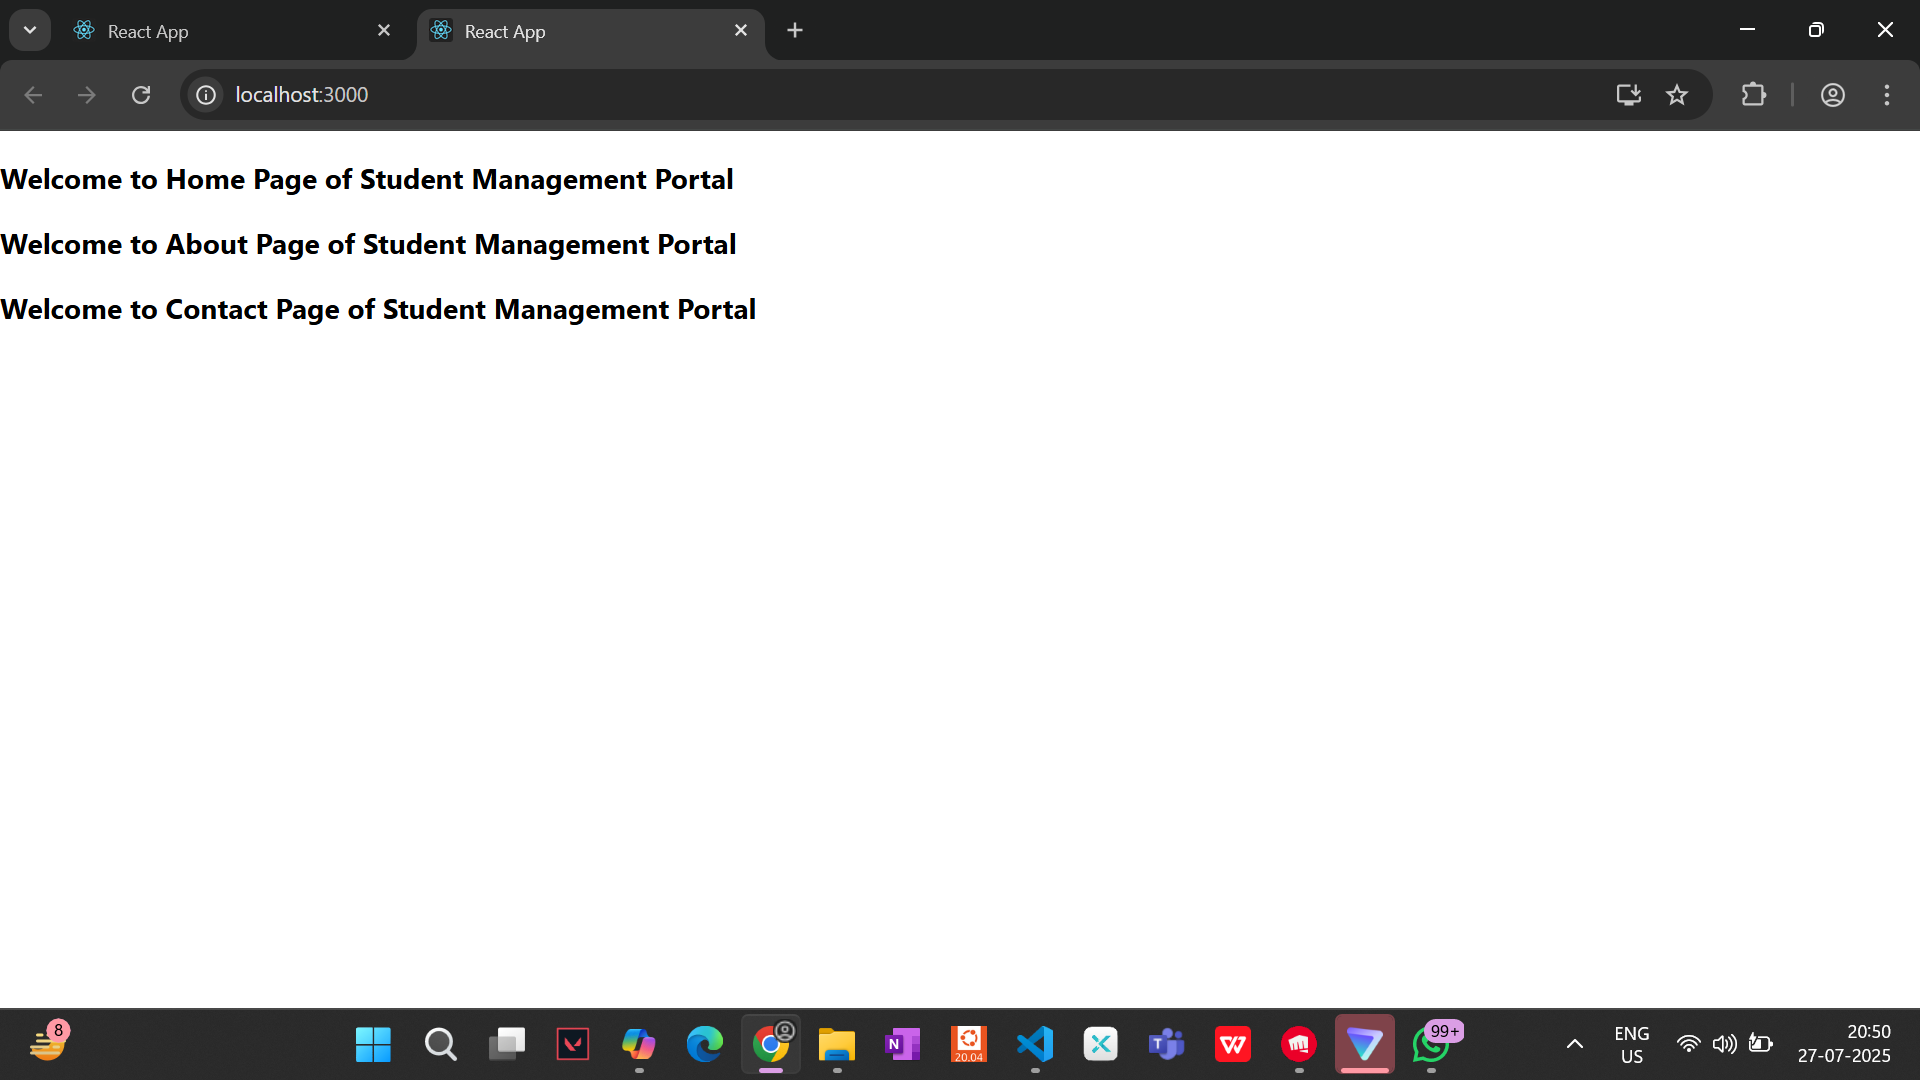 React App
React App
localhost:3000
Welcome to Home Page of Student Management Portal
Welcome to About Page of Student Management Portal
Welcome to Contact Page of Student Management Portal
8
N
20.04
T
W
99+
ENG
US
20:50
27-07-2025